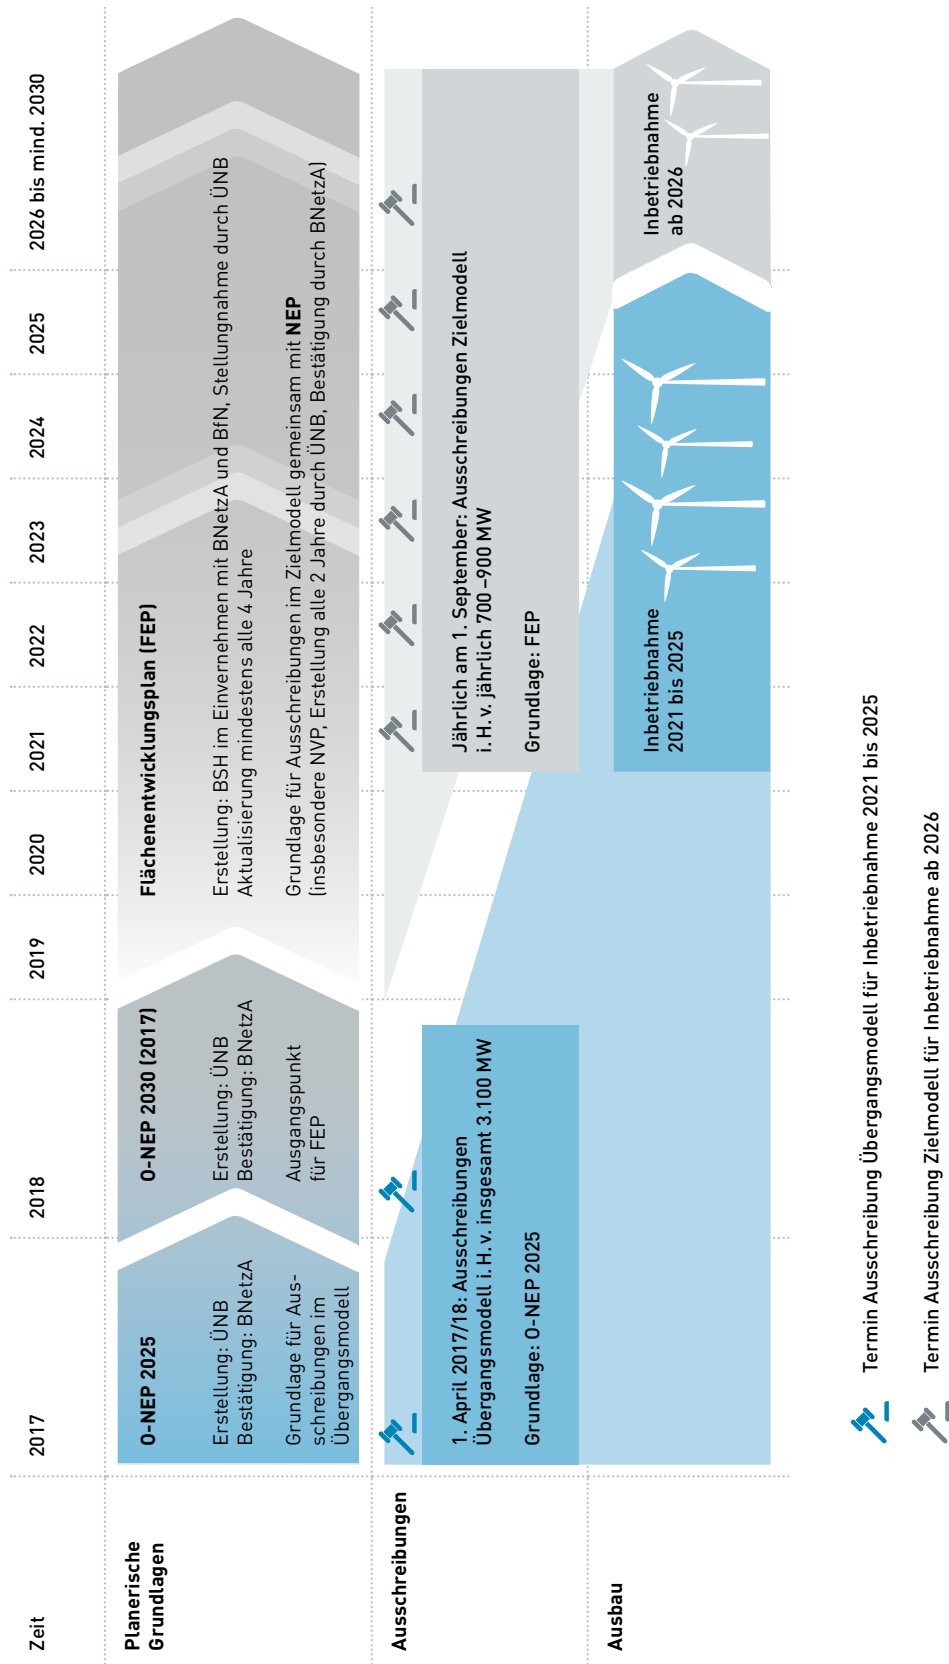 Zeit
2017
2018
2019
2020
2021
2022
2023
2024
2025
2026 bis mind. 2030
Planerische
Grundlagen
O-NEP 2025
Erstellung: ÜNB
Bestätigung: BNetzA
Grundlage für Aus-
schreibungen im
Übergangsmodell
O-NEP 2030 (2017)
Erstellung: ÜNB
Bestätigung: BNetzA
Ausgangspunkt
für FEP
Flächenentwicklungsplan (FEP)
Erstellung: BSH im Einvernehmen mit BNetzA und BfN, Stellungnahme durch ÜNB
Aktualisierung mindestens alle 4 Jahre
Grundlage für Ausschreibungen im Zielmodell gemeinsam mit NEP
(insbesondere NVP, Erstellung alle 2 Jahre durch ÜNB, Bestätigung durch BNetzA)
Ausschreibungen
1. April 2017/18: Ausschreibungen
Übergangsmodell i. H. v. insgesamt 3.100 MW
Grundlage: O-NEP 2025
Jährlich am 1. September: Ausschreibungen Zielmodell
i. H. v. jährlich 700–900 MW
Grundlage: FEP
Ausbau
Inbetriebnahme
2021 bis 2025
Inbetriebnahme
ab 2026
Termin Ausschreibung Übergangsmodell für Inbetriebnahme 2021 bis 2025
Termin Ausschreibung Zielmodell für Inbetriebnahme ab 2026